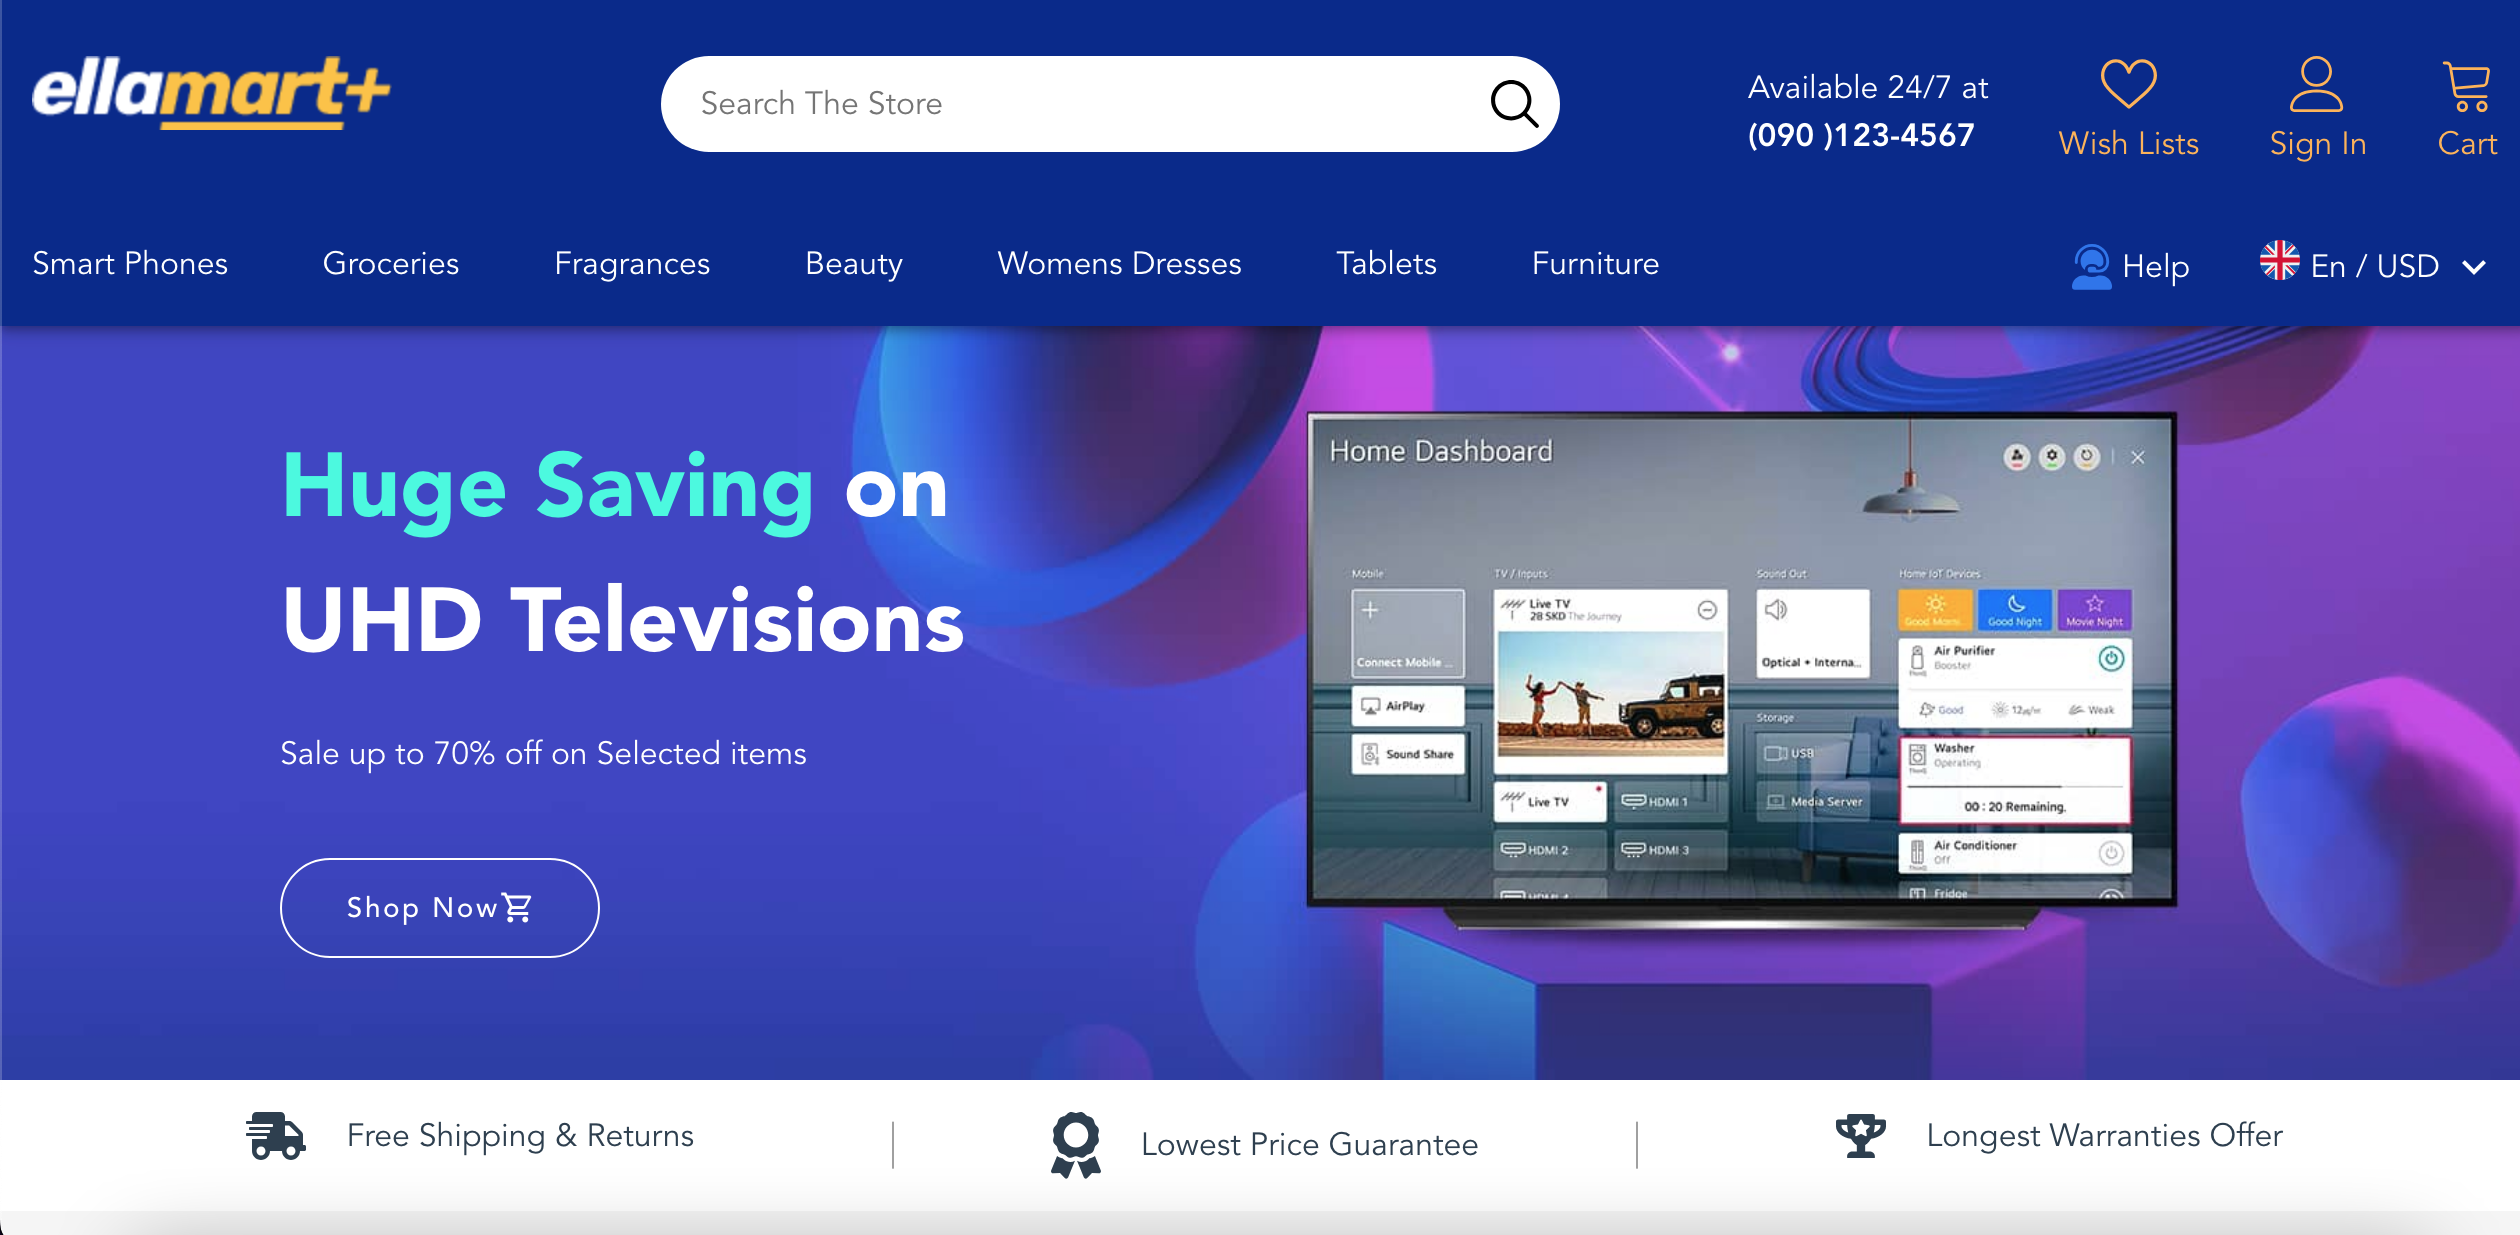 ellamart+
Search The Store
Available 24/7 at
(090 )123-4567
Wish Lists
Sign In
Cart
Smart Phones
Groceries
Fragrances
Beauty
Womens Dresses
Tablets
Furniture
Help
En / USD
Huge Saving on
UHD Televisions
Sale up to 70% off on Selected items
Shop Now
Home Dashboard
Mobile
Connect Mobile ...
AirPlay
Sound Share
TV / Inputs
Live TV
28 SKD The Journey
Live TV
HDMI 1
HDMI 2
HDMI 3
Sound Out
Optical + Interna...
Storage
USB
Media Server
Home IoT Devices
Good Morni...
Good Night
Movie Night
Air Purifier
Booster
Good
Weak
Washer
Operating
00 : 20 Remaining.
Air Conditioner
Off
Fridge
Free Shipping & Returns
Lowest Price Guarantee
Longest Warranties Offer